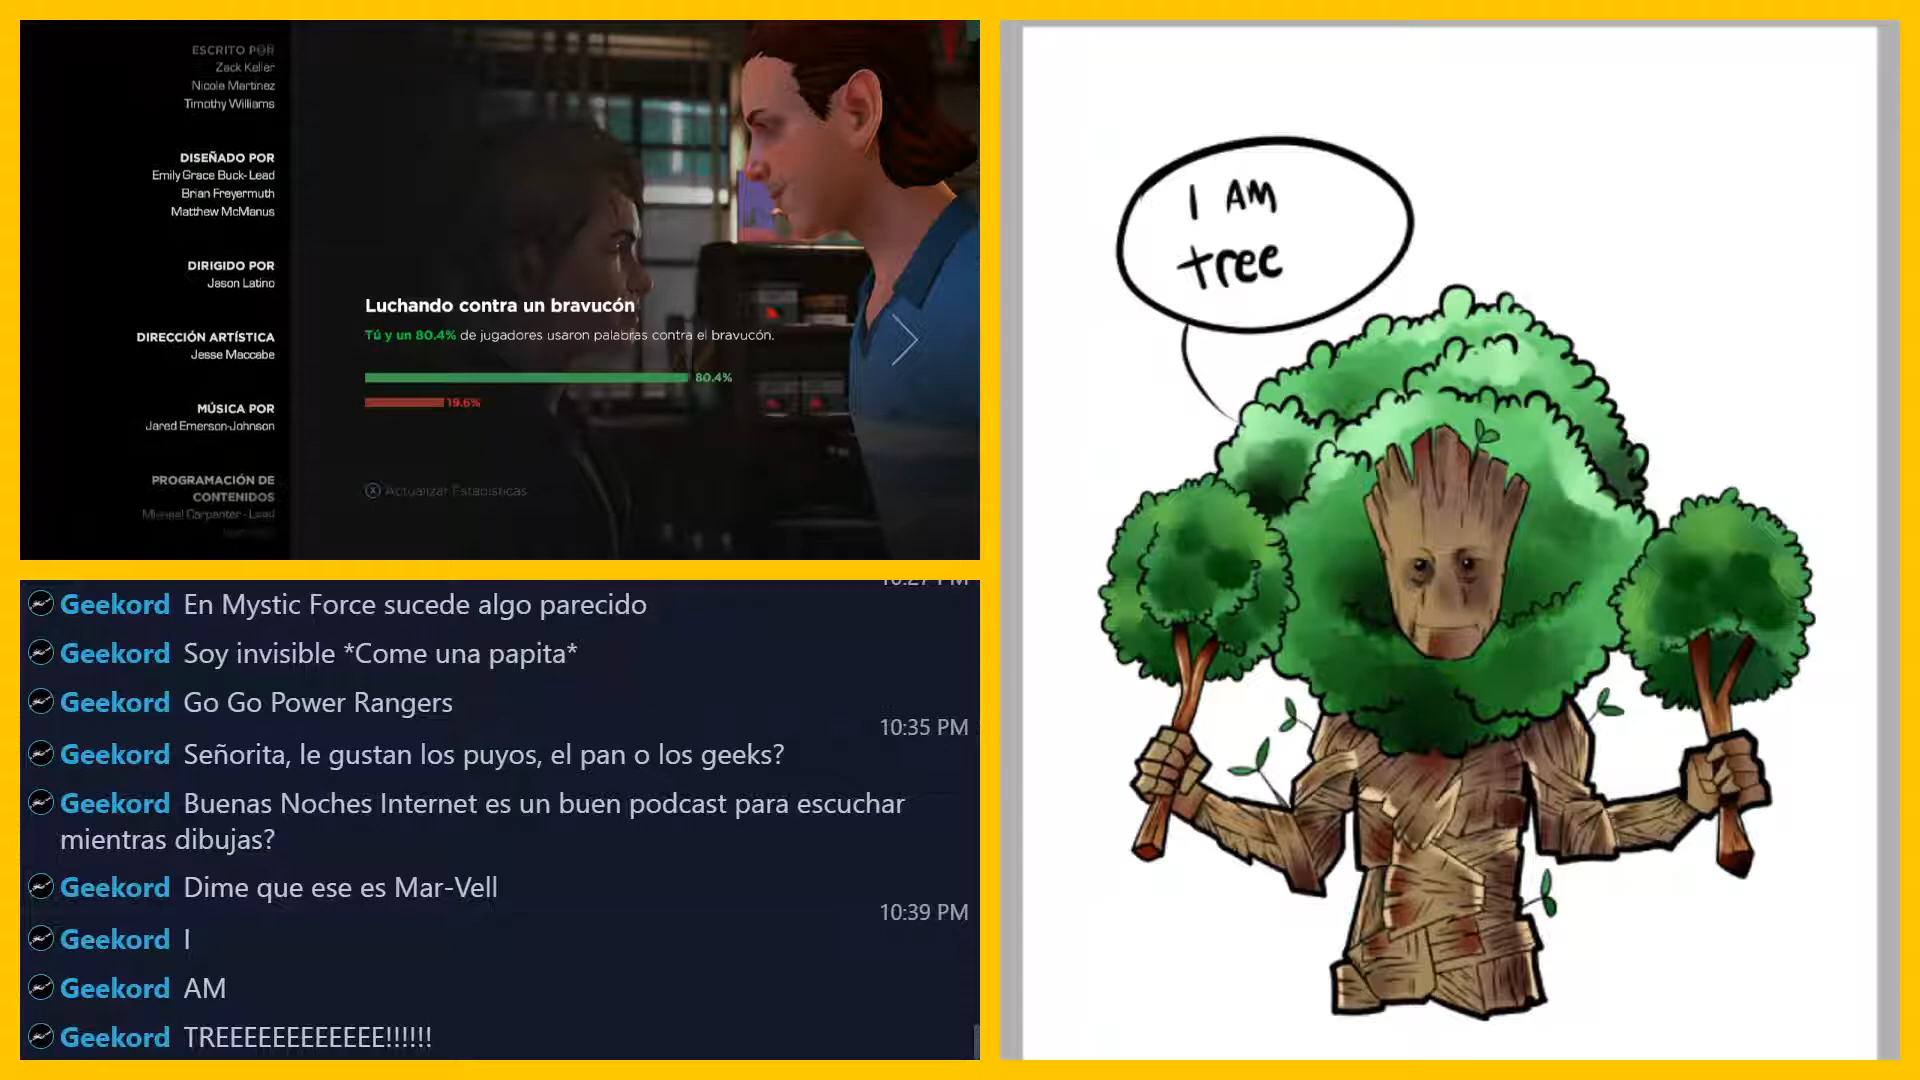 ESCRITO POR
Zack Keller
Nicole Martinez
Timothy Williams
DISEÑADO POR
Emily Grace Buck- Lead
Brian Freyermuth
Matthew McManus
DIRIGIDO POR
Jason Latino
DIRECCIÓN ARTÍSTICA
Jesse Maccabe
MÚSICA POR
Jared Emerson-Johnson
PROGRAMACIÓN DE
CONTENIDOS
Michael Carpenter - Lead
Luchando contra un bravucón
Tú y un 80.4% de jugadores usaron palabras contra el bravucón.
80.4%
19.6%
X Actualizar Estadísticas
10:27 PM
Geekord En Mystic Force sucede algo parecido
Geekord Soy invisible *Come una papita*
Geekord Go Go Power Rangers
10:35 PM
Geekord Señorita, le gustan los puyos, el pan o los geeks?
Geekord Buenas Noches Internet es un buen podcast para escuchar
mientras dibujas?
Geekord Dime que ese es Mar-Vell
10:39 PM
Geekord I
Geekord AM
Geekord TREEEEEEEEEEEE!!!!!!
I AM
tree